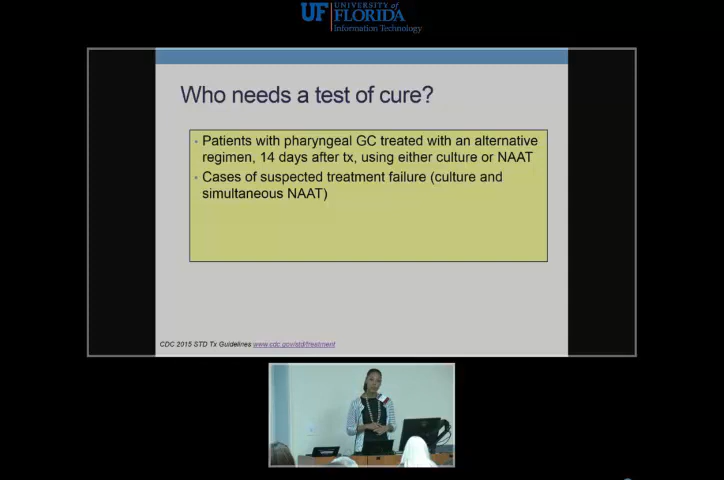 UF UNIVERSITY of
FLORIDA
Information Technology
Who needs a test of cure?
Patients with pharyngeal GC treated with an alternative
regimen, 14 days after tx, using either culture or NAAT
Cases of suspected treatment failure (culture and
simultaneous NAAT)
CDC 2015 STD Tx Guidelines www.cdc.gov/std/treatment